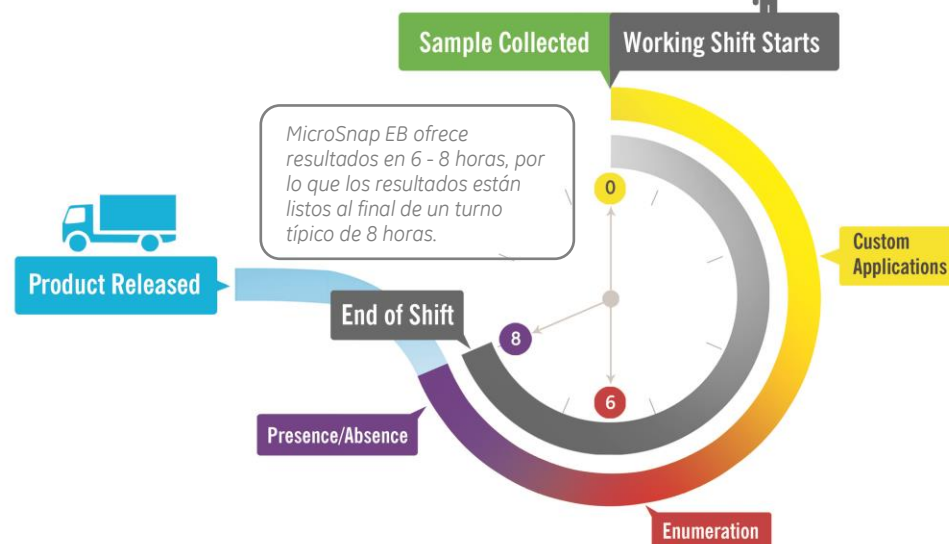 Sample Collected
Working Shift Starts
MicroSnap EB ofrece
resultados en 6 - 8 horas, por
lo que los resultados están
listos al final de un turno
típico de 8 horas.
0
Product Released
Custom
Applications
End of Shift
8
6
Presence/Absence
Enumeration